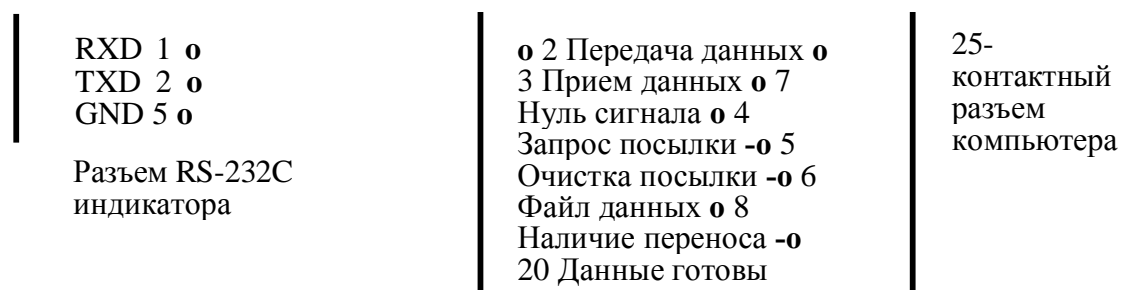 RXD 1 o
TXD 2 o
GND 5 o
Разъем RS-232C
индикатора
o 2 Передача данных o
3 Прием данных o 7
Нуль сигнала o 4
Запрос посылки -o 5
Очистка посылки -o 6
Файл данных o 8
Наличие переноса -o
20 Данные готовы
25-
контактный
разъем
компьютера